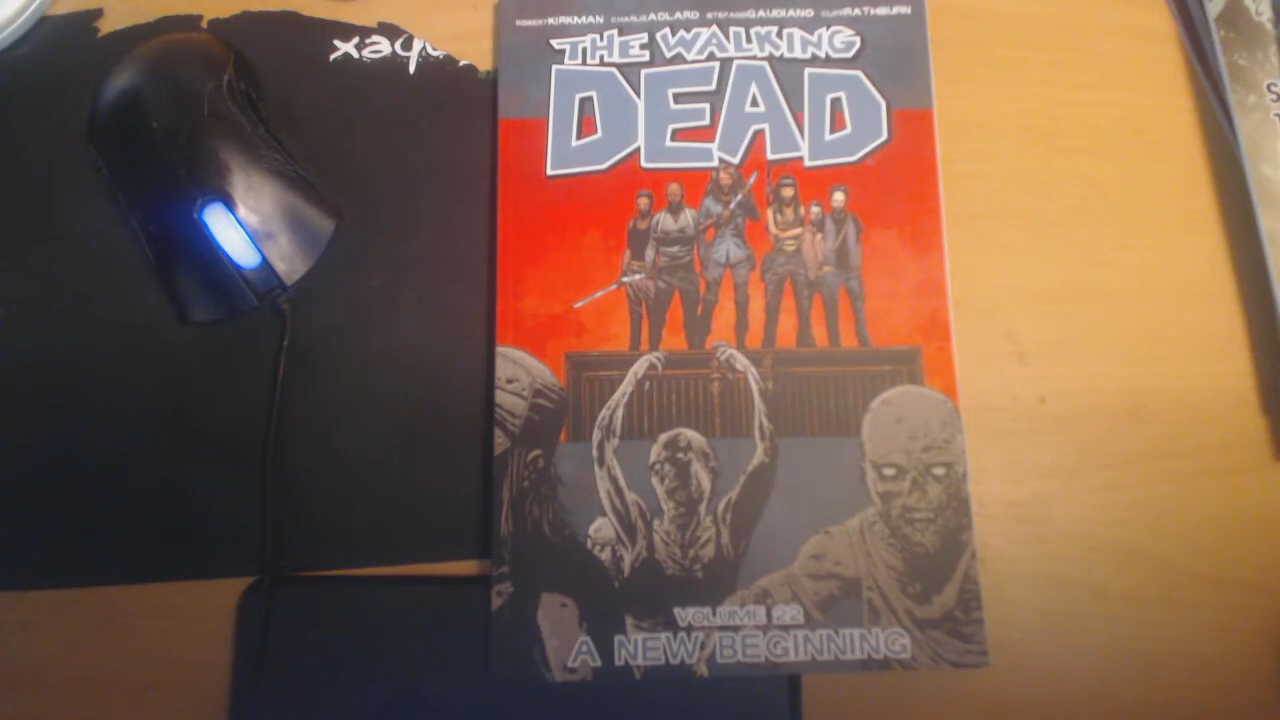 ROBERT KIRKMAN CHARLIE ADLARD STEFANO GAUDIANO CLIFF RATHBURN
THE WALKING
DEAD
VOLUME 22
A NEW BEGINNING